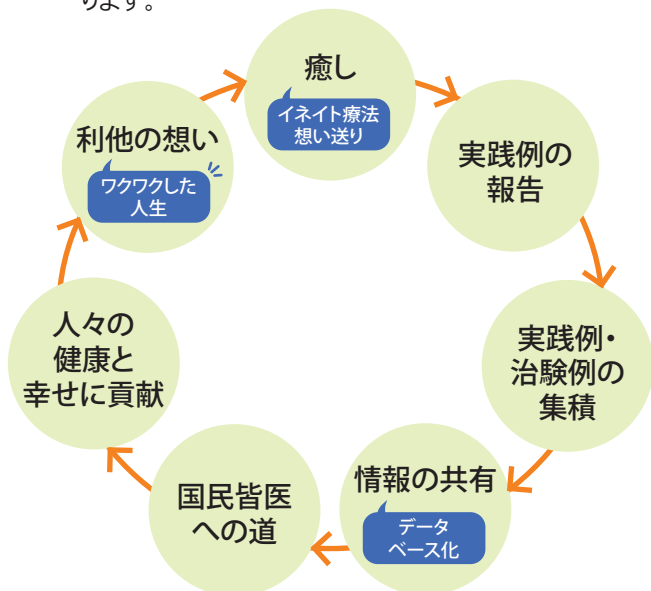 ります。
癒し
イネイト療法
想い送り
実践例の
報告
実践例・
治験例の
集積
情報の共有
データ
ベース化
国民皆医
への道
人々の
健康と
幸せに貢献
利他の想い
ワクワクした
人生